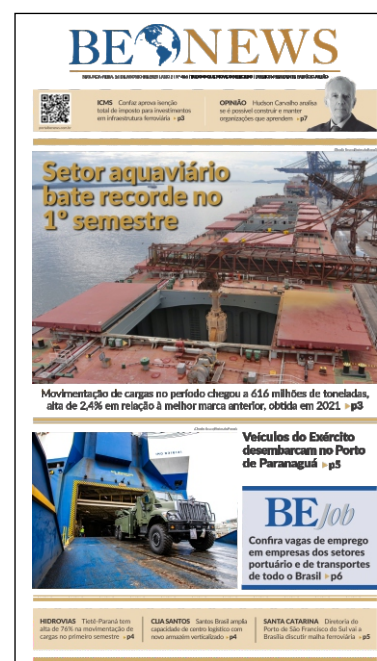 BE NEWS
portalbenews.com.br
ICMS Confaz aprova isenção
total de imposto para investimentos
em infraestrutura ferroviária ▸p3
OPINIÃO Hudson Carvalho analisa
se é possível construir e manter
organizações que aprendem ▸p7
Setor aquaviário
bate recorde no
1º semestre
Movimentação de cargas no período chegou a 616 milhões de toneladas,
alta de 2,4% em relação à melhor marca anterior, obtida em 2021 ▸p3
Veículos do Exército
desembarcam no Porto
de Paranaguá ▸p5
BE Job
Confira vagas de emprego
em empresas dos setores
portuário e de transportes
de todo o Brasil ▸p6
HIDROVIAS Tietê-Paraná tem
alta de 76% na movimentação de
cargas no primeiro semestre ▸p4
CLIA SANTOS Santos Brasil amplia
capacidade de centro logístico com
novo armazém verticalizado ▸p4
SANTA CATARINA Diretoria do
Porto de São Francisco do Sul vai a
Brasília discutir malha ferroviária ▸p5